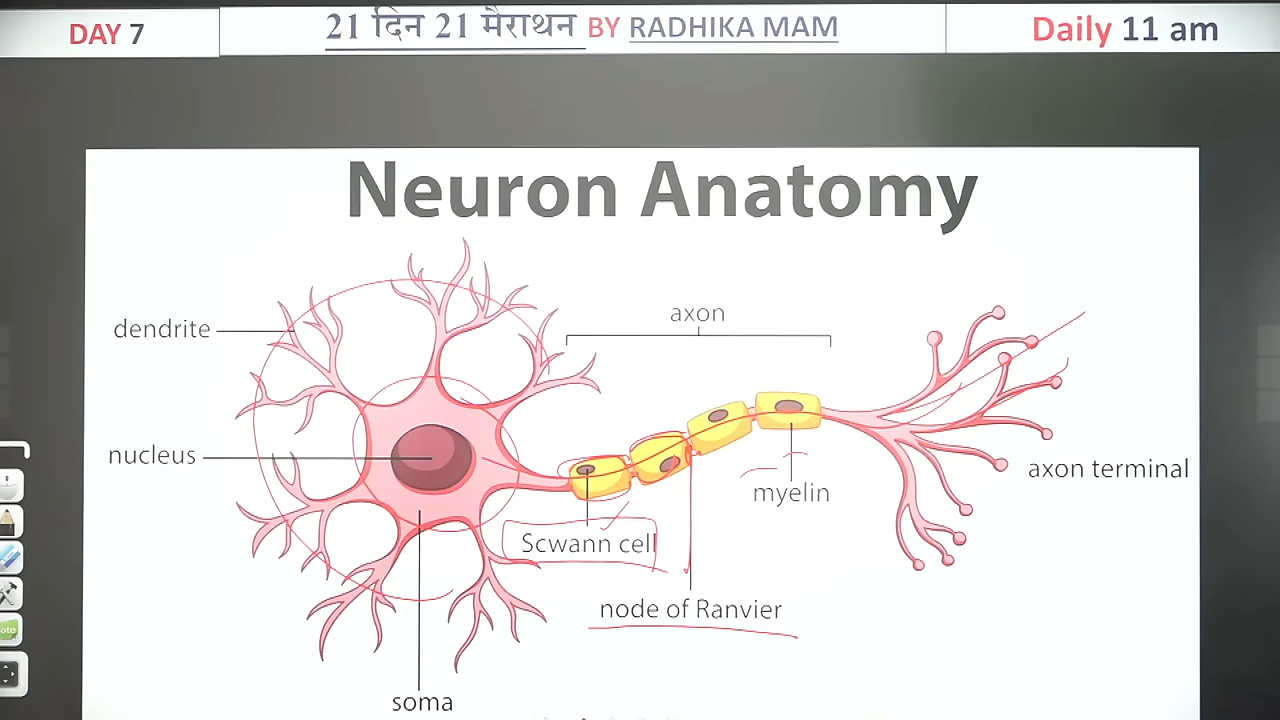 DAY 7
21 दिन 21 मैराथन BY RADHIKA MAM
Daily 11 am
Neuron Anatomy
dendrite
axon
nucleus
axon terminal
myelin
Scwann cell
node of Ranvier
soma